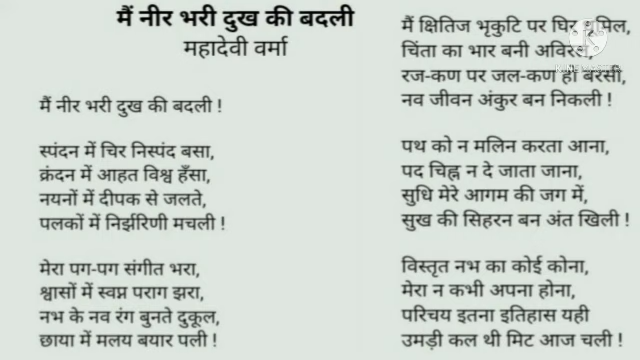 मैं नीर भरी दुख की बदली
महादेवी वर्मा
मैं नीर भरी दुख की बदली !
स्पंदन में चिर निस्पंद बसा,
क्रंदन में आहत विश्व हँसा,
नयनों में दीपक से जलते,
पलकों में निर्झरिणी मचली !
मेरा पग-पग संगीत भरा,
श्वासों में स्वप्न पराग झरा,
नभ के नव रंग बुनते दुकूल,
छाया में मलय बयार पली !
मैं क्षितिज भृकुटि पर घिर धूमिल,
चिंता का भार बनी अविरल,
रज-कण पर जल-कण हो बरसी,
नव जीवन अंकुर बन निकली !
पथ को न मलिन करता आना,
पद चिह्न न दे जाता जाना,
सुधि मेरे आगम की जग में,
सुख की सिहरन बन अंत खिली !
विस्तृत नभ का कोई कोना,
मेरा न कभी अपना होना,
परिचय इतना इतिहास यही
उमड़ी कल थी मिट आज चली !